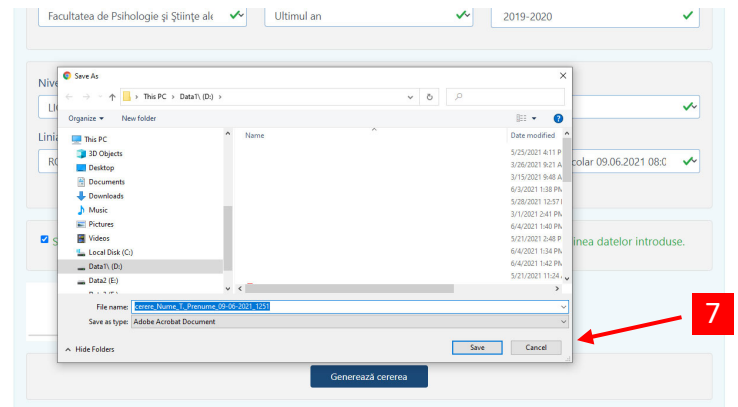 Facultatea de Psihologie și Științe ale
Ultimul an
2019-2020
Save As
This PC > Data1\ (D:) >
Organize
New folder
This PC
3D Objects
Desktop
Documents
Downloads
Music
Pictures
Videos
Local Disk (C:)
Data1\ (D:)
Data2 (E:)
Name
Date modified
5/25/2021 4:11 P
3/26/2021 9:21 A
3/15/2021 9:48 A
6/3/2021 1:38 PM
5/28/2021 12:57 I
3/1/2021 2:41 PM
6/4/2021 1:40 PM
5/21/2021 2:48 P
6/4/2021 1:34 PM
6/4/2021 1:42 PM
5/21/2021 11:24
Nive
LI
Linia
RO
colar 09.06.2021 08:0
S
inea datelor introduse.
File name: cerere_Nume_T._Prenume_09-06-2021_1251
Save as type: Adobe Acrobat Document
Hide Folders
Save
Cancel
7
Generează cererea